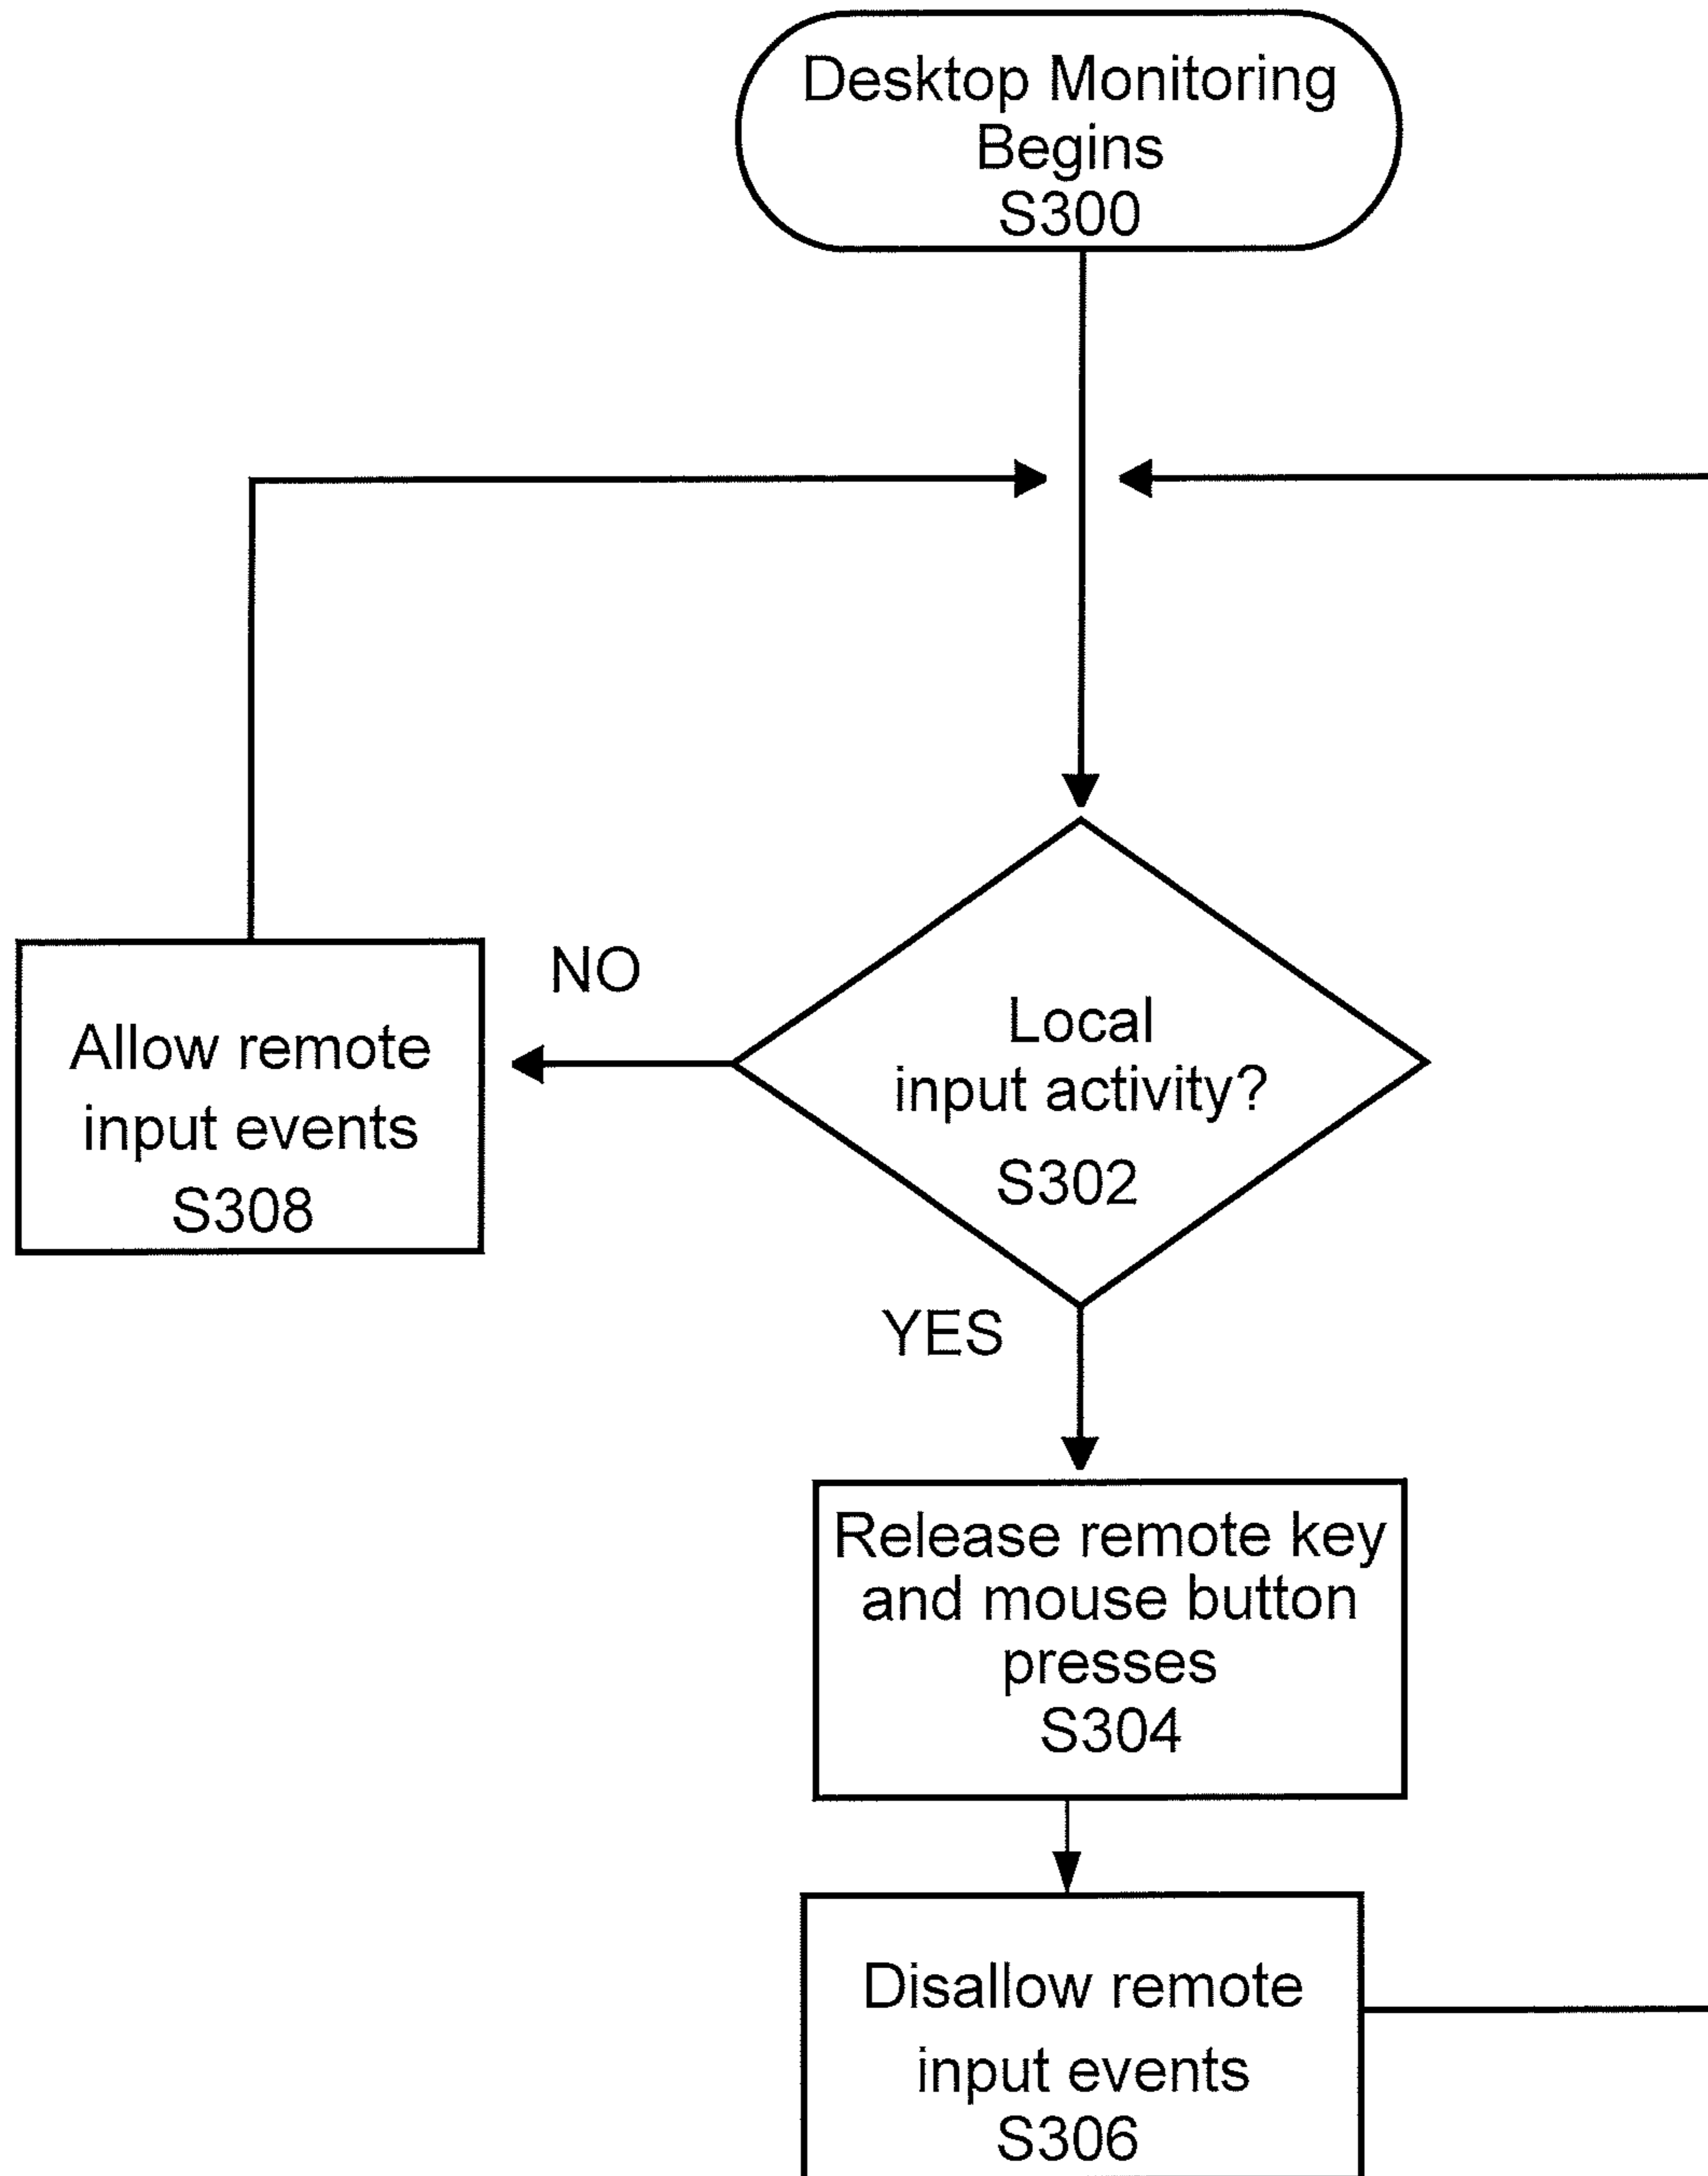 Desktop Monitoring
Begins
S300
NO
Allow remote
input events
S308
Local
input activity?
S302
YES
Release remote key
and mouse button
presses
S304
Disallow remote
input events
S306